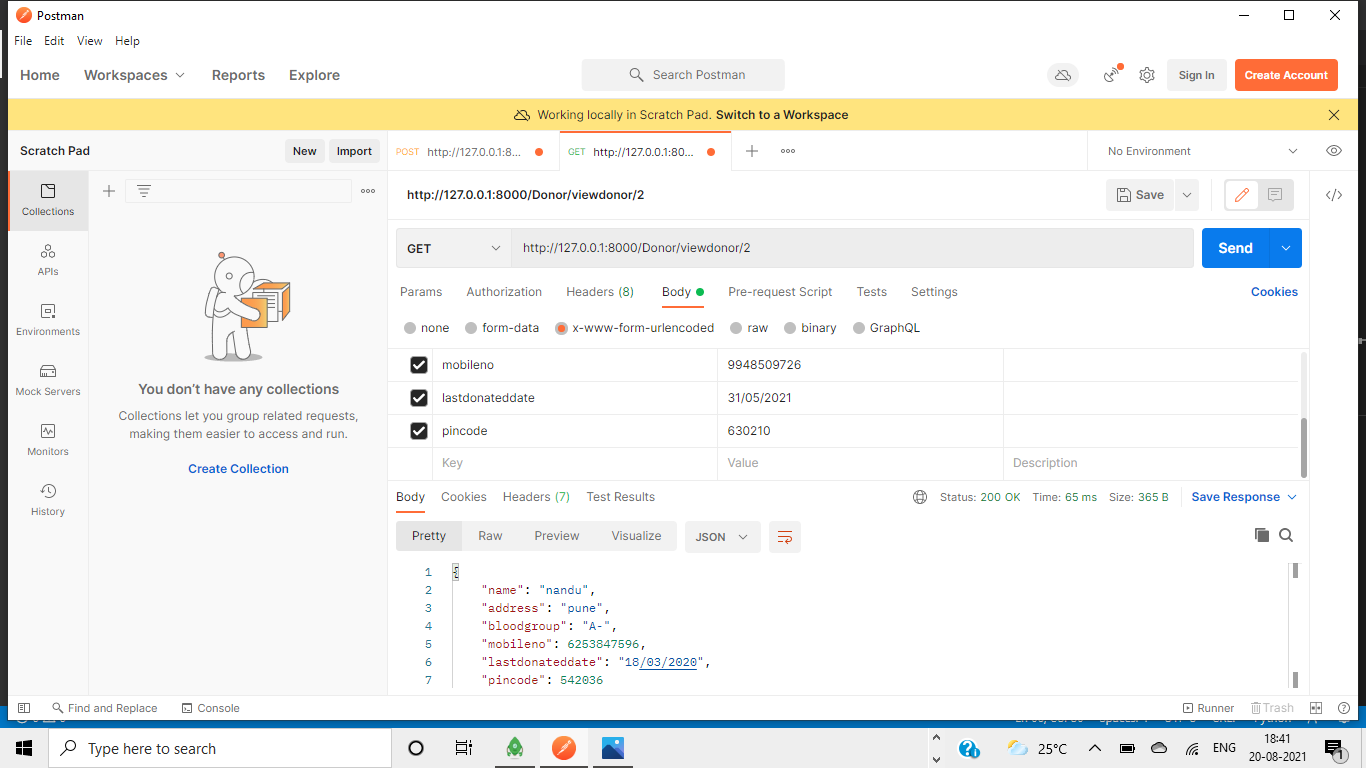 Postman
File Edit View Help
Home Workspaces Reports Explore Search Postman Sign In Create Account
Working locally in Scratch Pad. Switch to a Workspace
Scratch Pad New Import POST http://127.0.0.1:8... GET http://127.0.0.1:80... No Environment
http://127.0.0.1:8000/Donor/viewdonor/2 Save
Collections
GET http://127.0.0.1:8000/Donor/viewdonor/2 Send
APIs
Params Authorization Headers (8) Body Pre-request Script Tests Settings Cookies
Environments
none form-data x-www-form-urlencoded raw binary GraphQL
mobileno 9948509726
Mock Servers
You don't have any collections
lastdonateddate 31/05/2021
Collections let you group related requests,
making them easier to access and run.
pincode 630210
Monitors
Create Collection
Key Value Description
Body Cookies Headers (7) Test Results Status: 200 OK Time: 65 ms Size: 365 B Save Response
History
Pretty Raw Preview Visualize JSON
1 {
2 "name": "nandu",
3 "address": "pune",
4 "bloodgroup": "A-",
5 "mobileno": 6253847596,
6 "lastdonateddate": "18/03/2020",
7 "pincode": 542036
Find and Replace Console Runner Trash
Type here to search 25°C ENG 18:41
20-08-2021
1